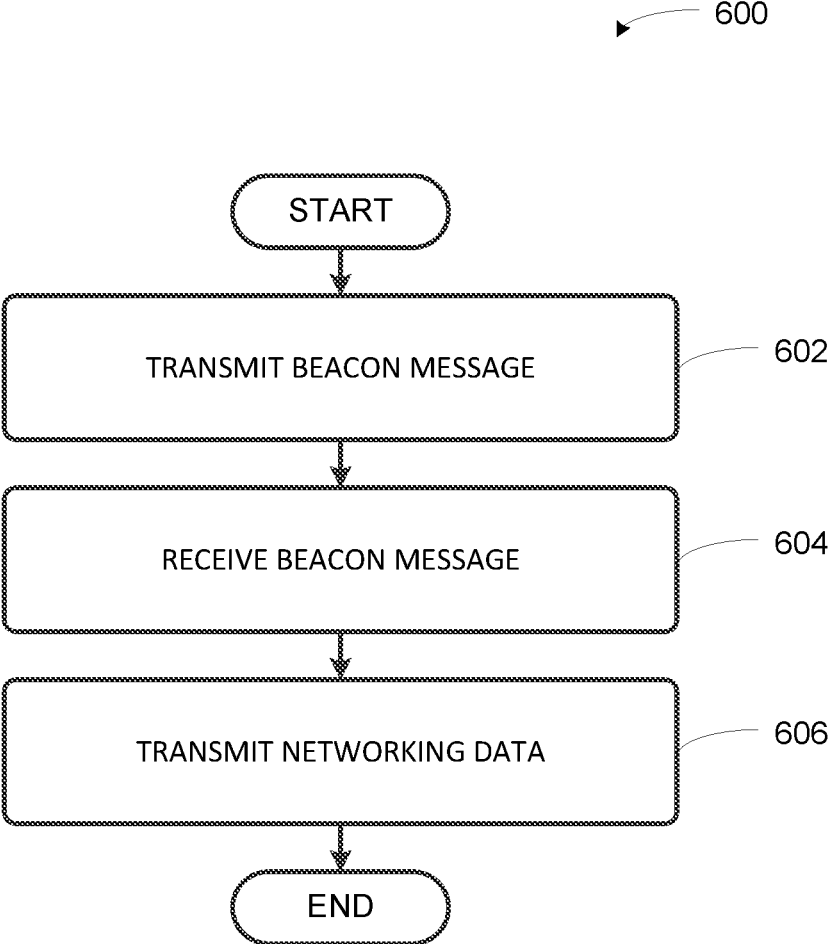 600
START
TRANSMIT BEACON MESSAGE
602
RECEIVE BEACON MESSAGE
604
TRANSMIT NETWORKING DATA
606
END